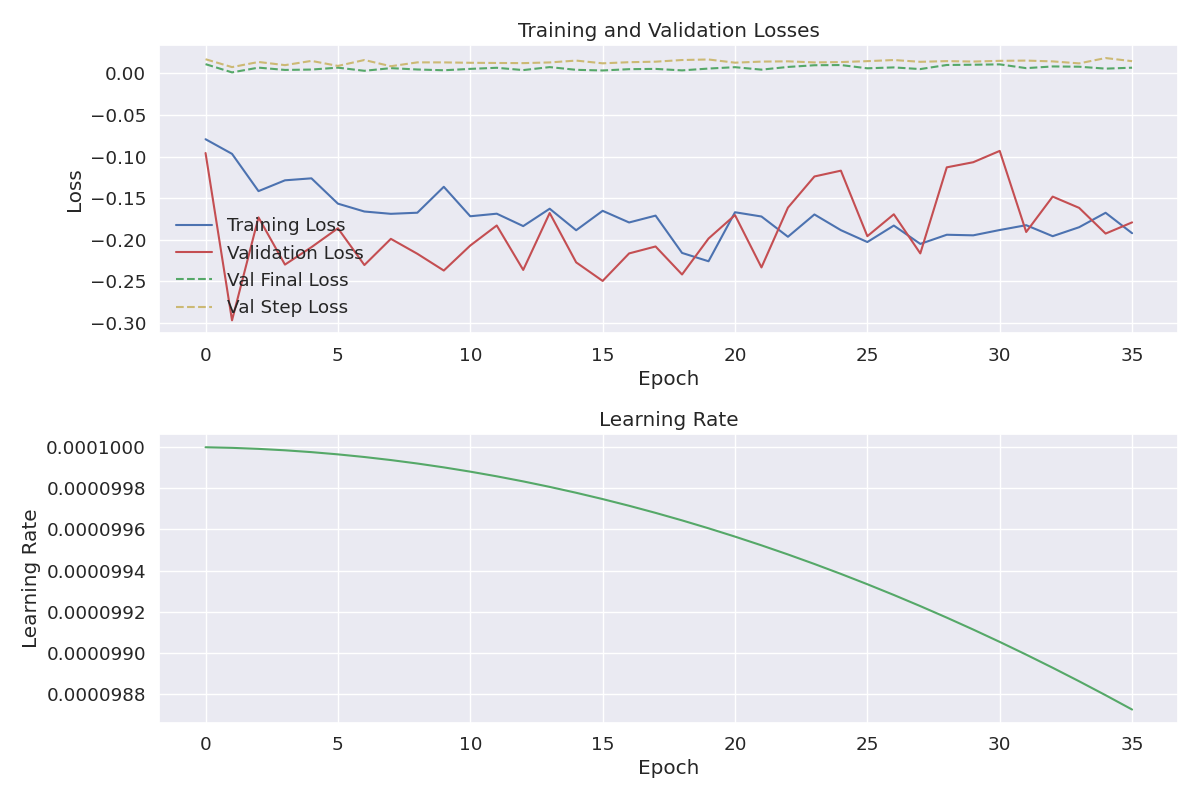 Training and Validation Losses
0.00
−0.05
−0.10
−0.15
−0.20
−0.25
−0.30
Loss
Training Loss
Validation Loss
Val Final Loss
Val Step Loss
0 5 10 15 20 25 30 35
Epoch
Learning Rate
0.0001000
0.0000998
0.0000996
0.0000994
0.0000992
0.0000990
0.0000988
Learning Rate
0 5 10 15 20 25 30 35
Epoch